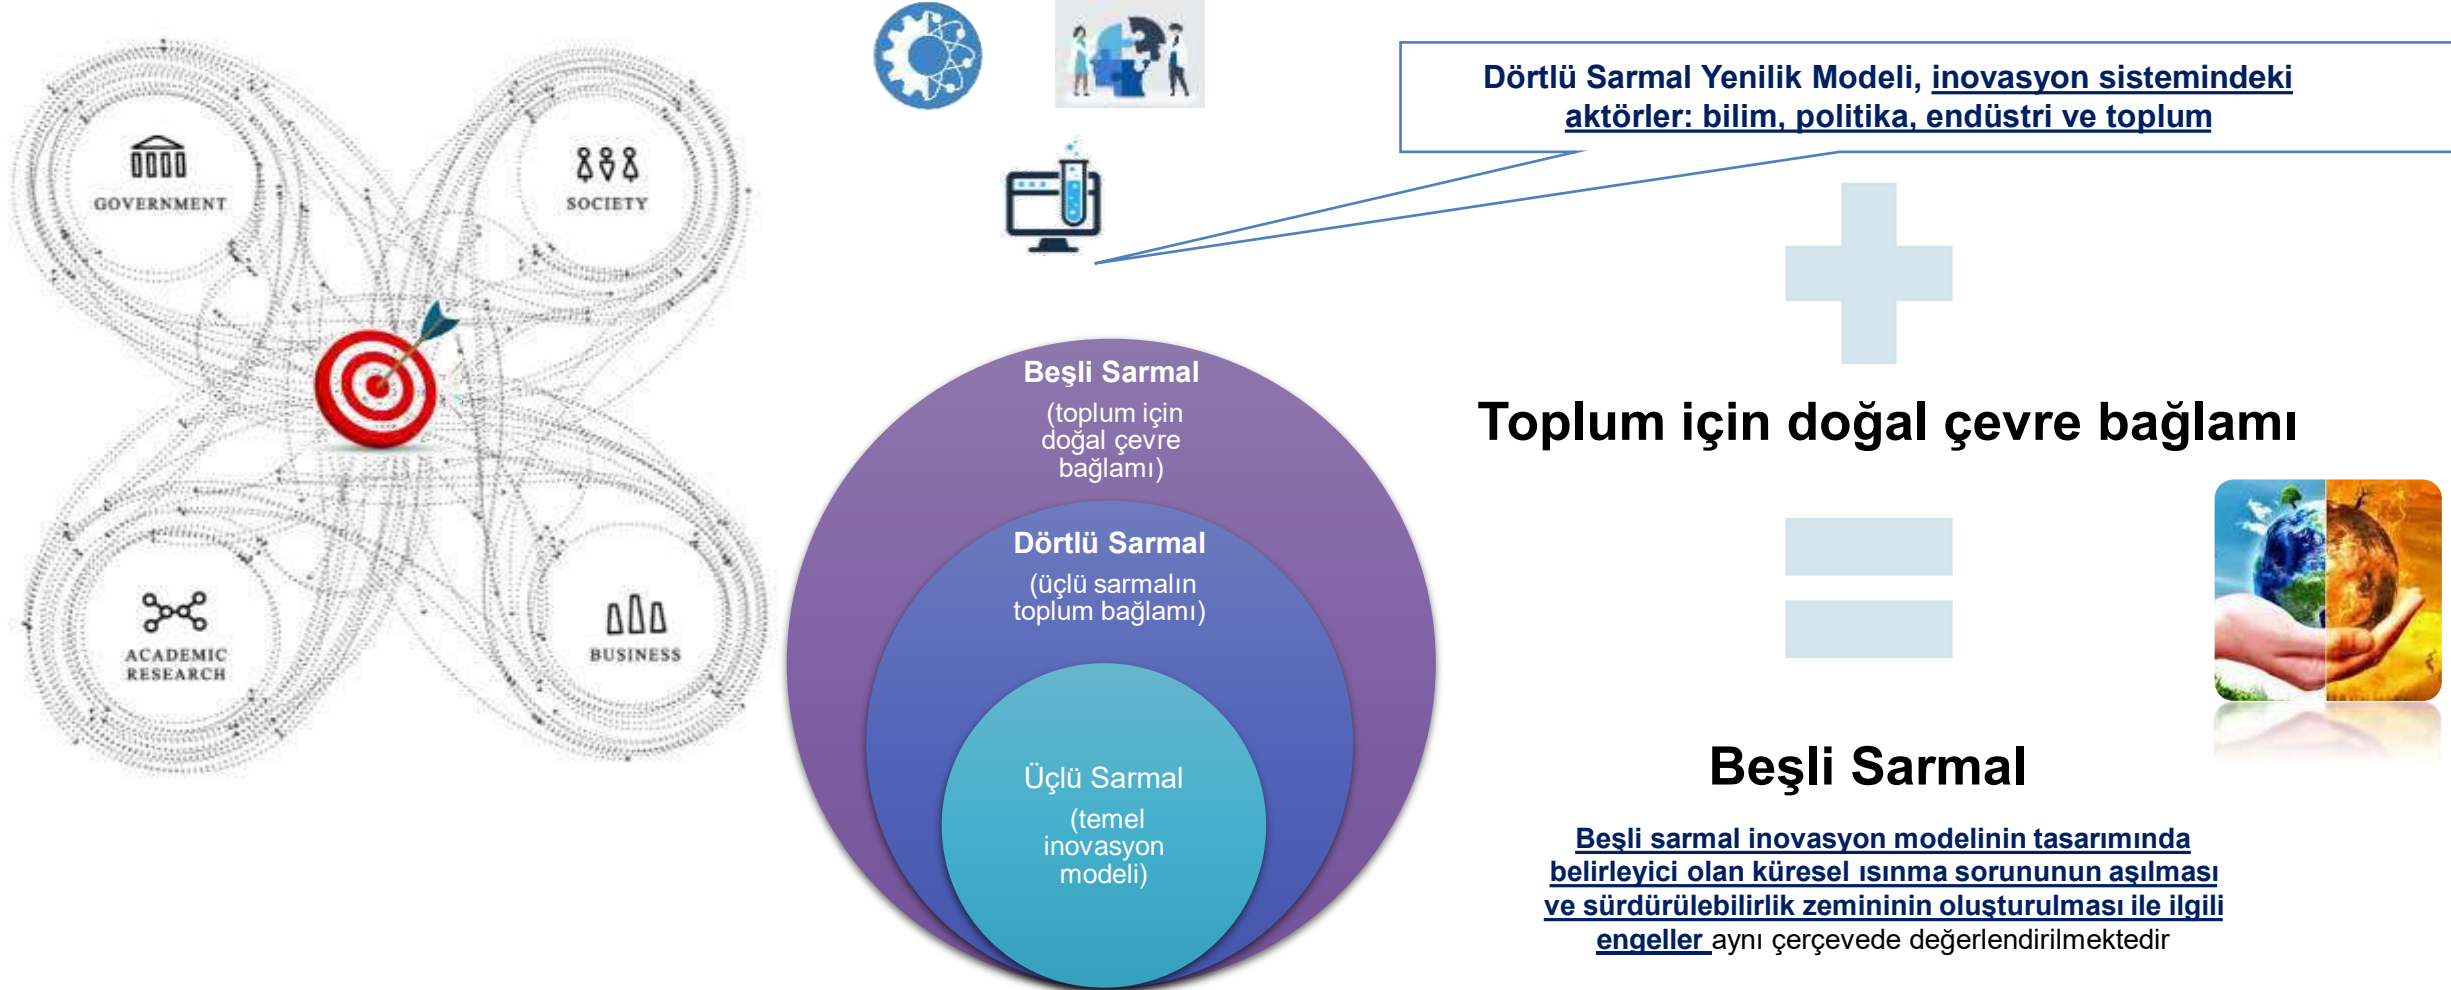 GOVERNMENT
SOCIETY
ACADEMIC
RESEARCH
BUSINESS
Dörtlü Sarmal Yenilik Modeli, inovasyon sistemindeki
aktörler: bilim, politika, endüstri ve toplum
Beşli Sarmal
(toplum için
doğal çevre
bağlamı)
Dörtlü Sarmal
(üçlü sarmalın
toplum bağlamı)
Üçlü Sarmal
(temel
inovasyon
modeli)
Toplum için doğal çevre bağlamı
Beşli Sarmal
Beşli sarmal inovasyon modelinin tasarımında
belirleyici olan küresel ısınma sorununun aşılması
ve sürdürülebilirlik zemininin oluşturulması ile ilgili
engeller aynı çerçevede değerlendirilmektedir